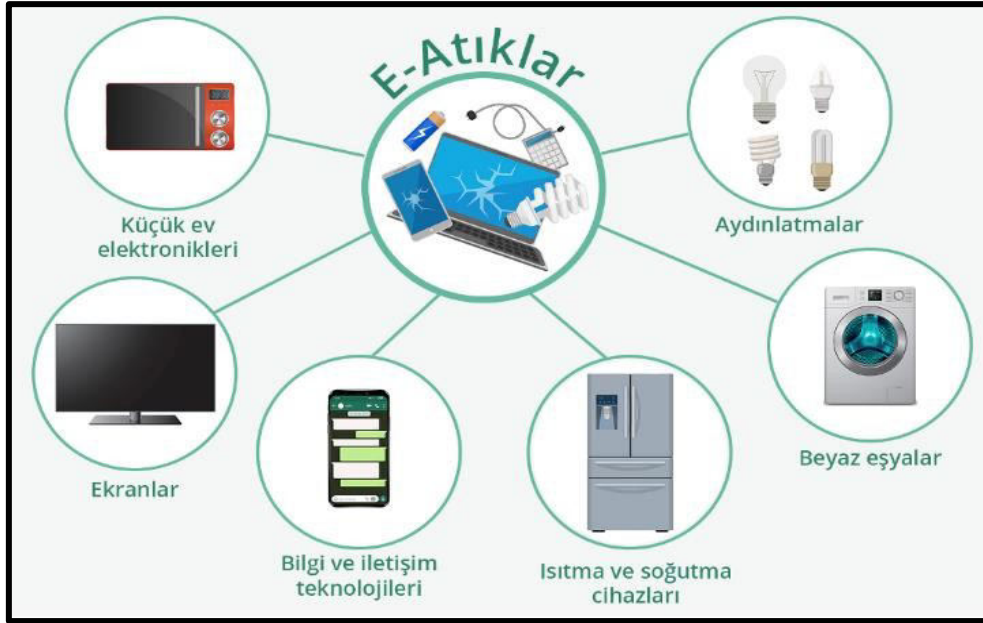 E-Atıklar
Küçük ev
elektronikleri
Aydınlatmalar
Ekranlar
Beyaz eşyalar
Bilgi ve iletişim
teknolojileri
Isıtma ve soğutma
cihazları